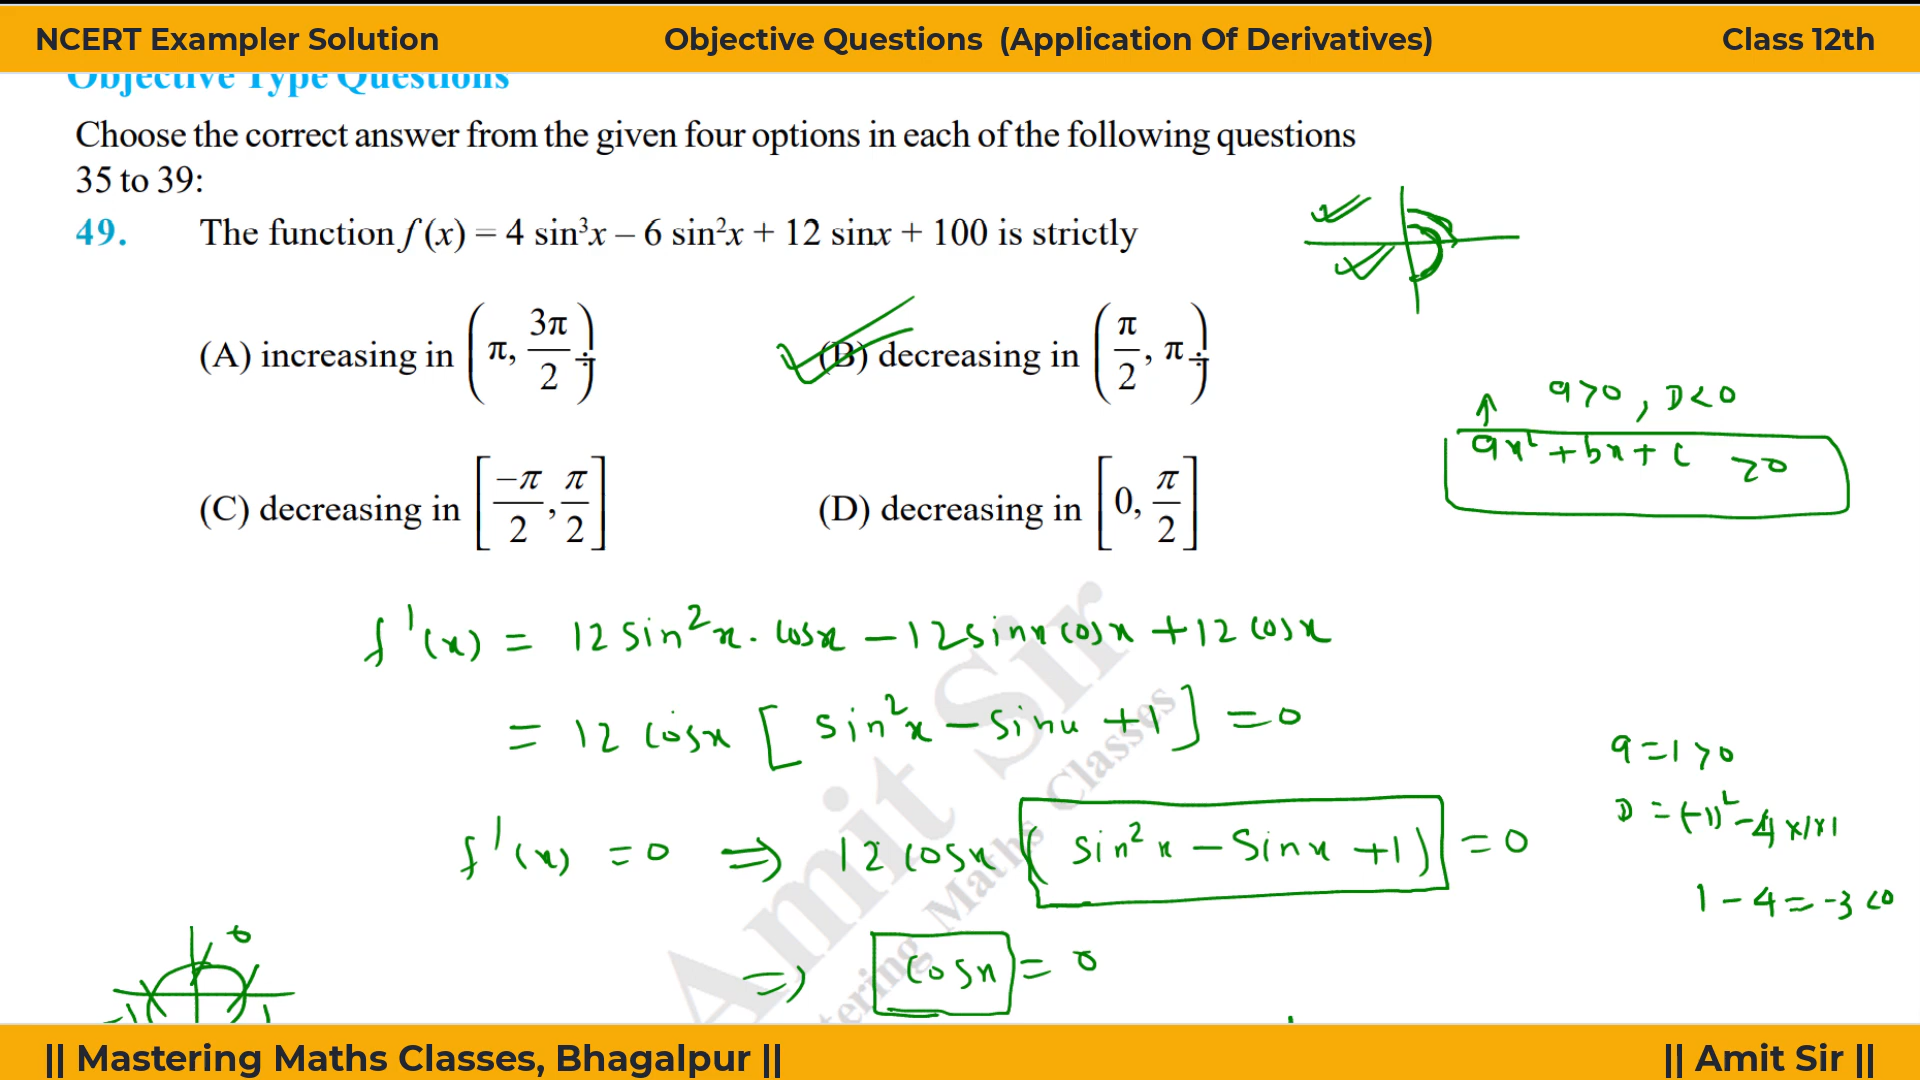 NCERT Exampler Solution Objective Questions (Application Of Derivatives) Class 12th
Objective Type Questions
Choose the correct answer from the given four options in each of the following questions
35 to 39:
49. The function f (x) = 4 sin³x – 6 sin²x + 12 sinx + 100 is strictly
(A) increasing in (π, 3π/2) (B) decreasing in (π/2, π)
a>0, D<0
ax²+bx+c >0
(C) decreasing in [-π/2, π/2] (D) decreasing in [0, π/2]
f'(x) = 12 sin²x. cosx – 12 sinx cosx + 12 cosx
= 12 cosx [ sin²x – sinx + 1 ] = 0
a = 1 > 0
D = (-1)² - 4x1x1
f'(x) = 0 ⇒ 12 cosx ( sin²x – sinx + 1 ) = 0
1 - 4 = -3 <0
⇒ cosx = 0
0
-1 1
Amit Sir
Mastering Maths Classes
|| Mastering Maths Classes, Bhagalpur || || Amit Sir ||